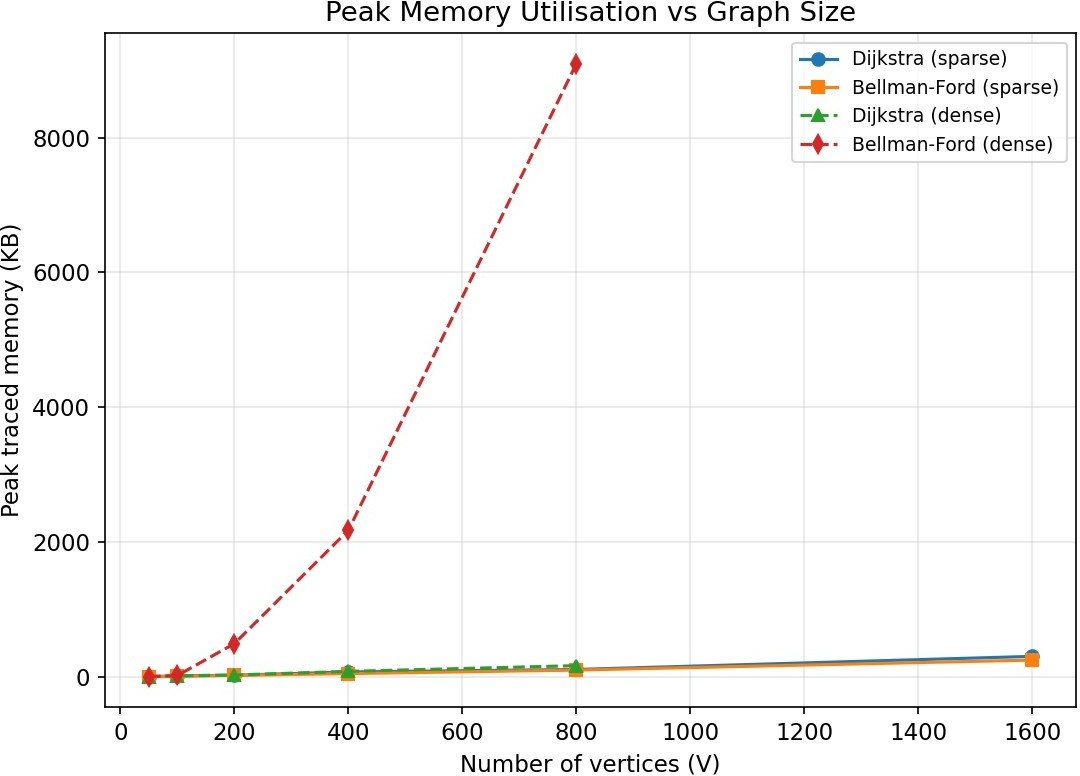 Peak Memory Utilisation vs Graph Size
Dijkstra (sparse)
Bellman-Ford (sparse)
Dijkstra (dense)
Bellman-Ford (dense)
Peak traced memory (KB)
8000
6000
4000
2000
0
0 200 400 600 800 1000 1200 1400 1600
Number of vertices (V)